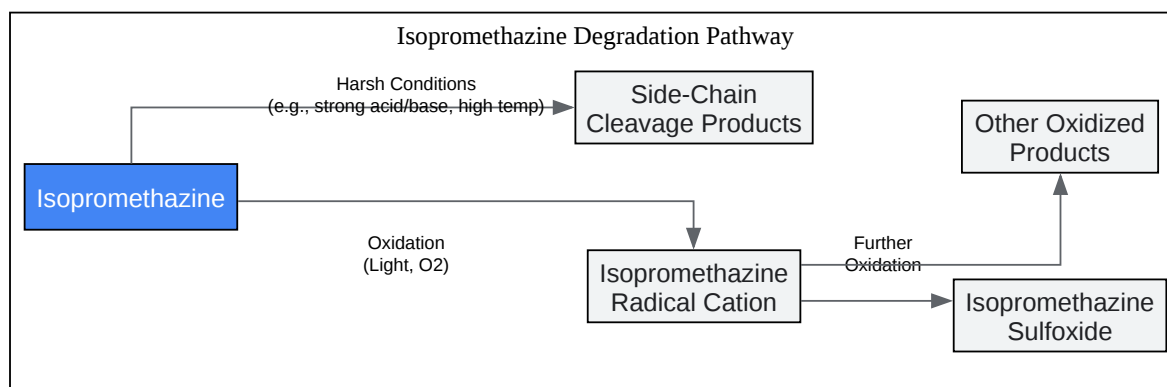 Isopromethazine Degradation Pathway
Harsh Conditions
(e.g., strong acid/base, high temp)
Side-Chain
Cleavage Products
Other Oxidized
Products
Isopromethazine
Oxidation
(Light, O2)
Isopromethazine
Radical Cation
Further
Oxidation
Isopromethazine
Sulfoxide